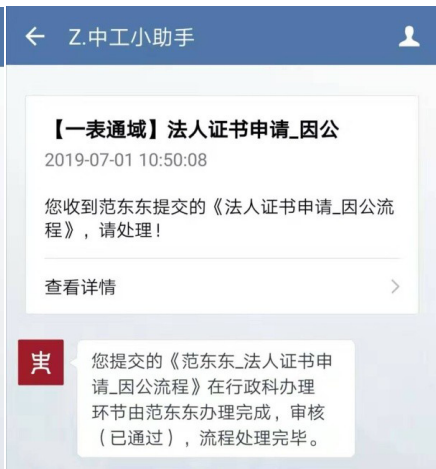 Z.中工小助手
【一表通域】法人证书申请_因公
2019-07-01 10:50:08
您收到范东东提交的《法人证书申请_因公流
程》，请处理！
查看详情
您提交的《范东东_法人证书申
请_因公流程》在行政科办理
环节由范东东办理完成，审核
（已通过），流程处理完毕。